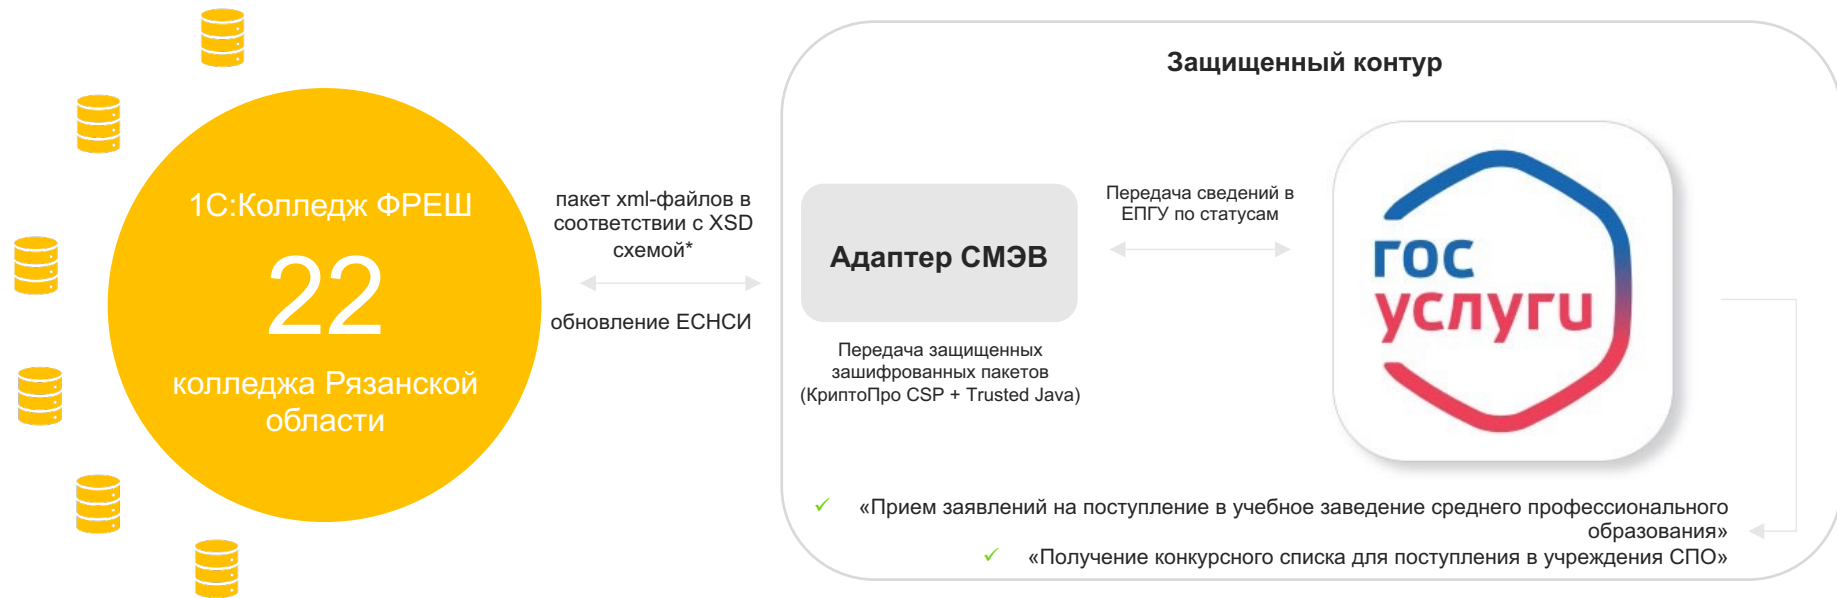 Защищенный контур
1С:Колледж ФРЕШ
22
колледжа Рязанской
области
пакет xml-файлов в
соответствии с XSD
схемой*
обновление ЕСНСИ
Адаптер СМЭВ
Передача защищенных
зашифрованных пакетов
(КриптоПро CSP + Trusted Java)
Передача сведений в
ЕПГУ по статусам
гос
услуги
✓ «Прием заявлений на поступление в учебное заведение среднего профессионального
образования»
✓ «Получение конкурсного списка для поступления в учреждения СПО»